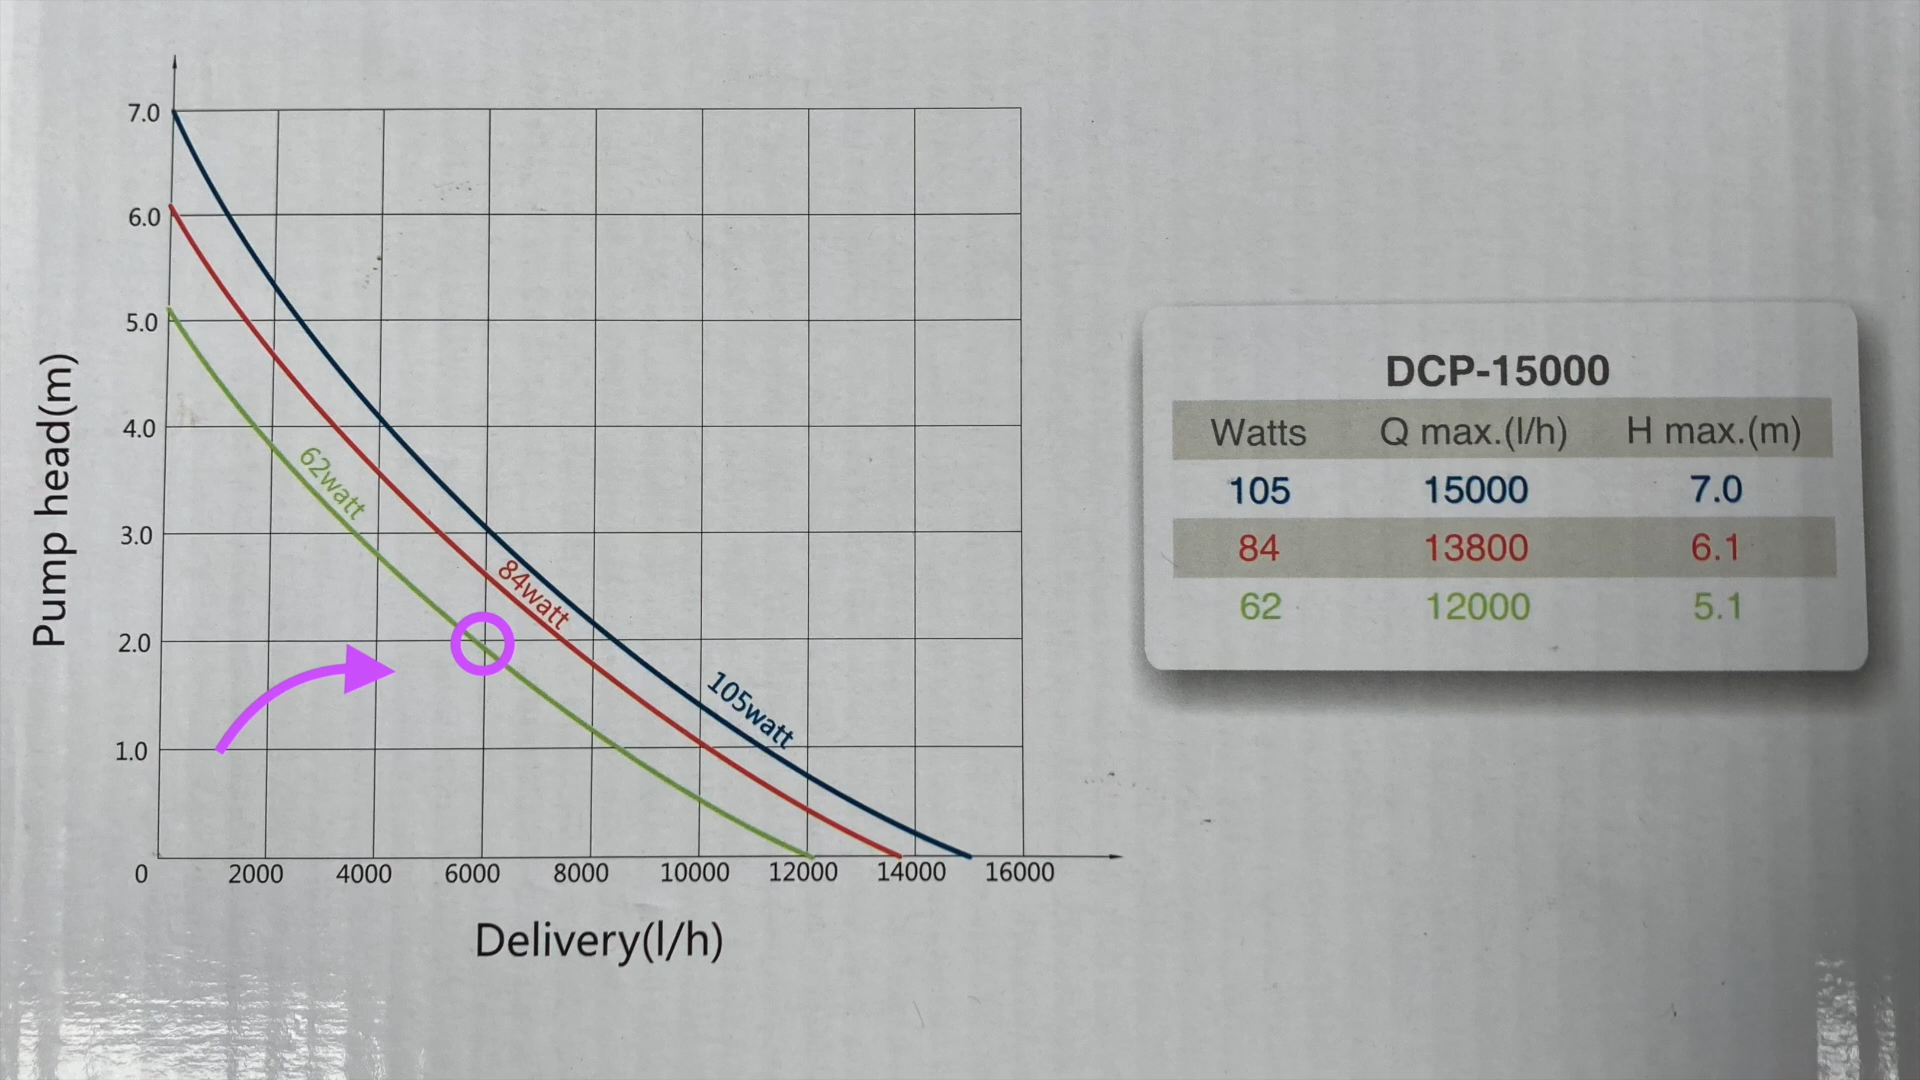 7.0
6.0
5.0
4.0
3.0
2.0
1.0
0
2000 4000 6000 8000 10000 12000 14000 16000
Pump head(m)
Delivery(l/h)
62watt
84watt
105watt
DCP-15000
Watts Q max.(l/h) H max.(m)
105 15000 7.0
84 13800 6.1
62 12000 5.1